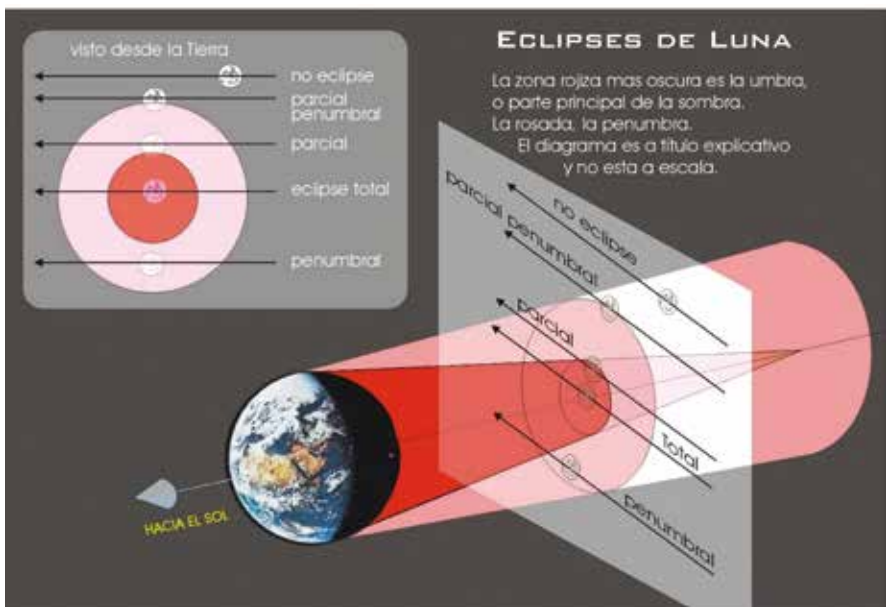 ECLIPSES DE LUNA
La zona rojiza mas oscura es la umbra,
o parte principal de la sombra.
La rosada, la penumbra.
El diagrama es a título explicativo
y no esta a escala.
visto desde la Tierra
no eclipse
parcial
penumbral
parcial
eclipse total
penumbral
no eclipse
parcial penumbral
parcial
Total
penumbral
HACIA EL SOL